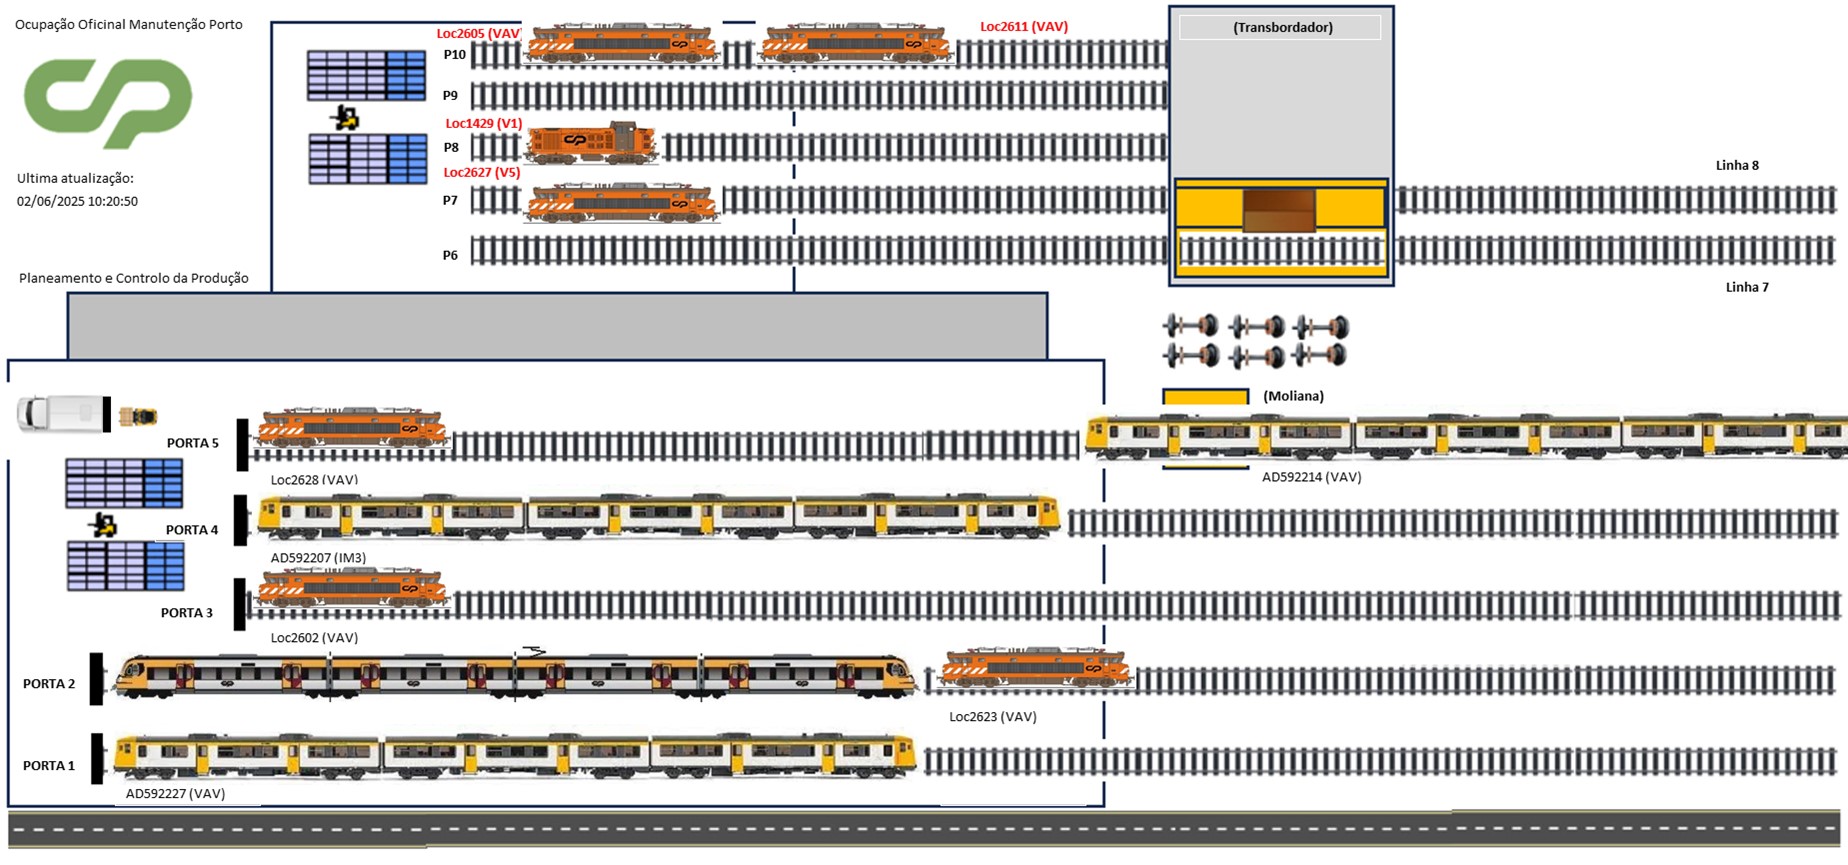 Ocupação Oficinal Manutenção Porto
Ultima atualização:
02/06/2025 10:20:50
Planeamento e Controlo da Produção
Loc2605 (VAV)
Loc2611 (VAV)
P10
P9
Loc1429 (V1)
P8
Loc2627 (V5)
P7
P6
(Transbordador)
Linha 8
Linha 7
(Moliana)
PORTA 5
Loc2628 (VAV)
AD592214 (VAV)
PORTA 4
AD592207 (IM3)
PORTA 3
Loc2602 (VAV)
PORTA 2
Loc2623 (VAV)
PORTA 1
AD592227 (VAV)